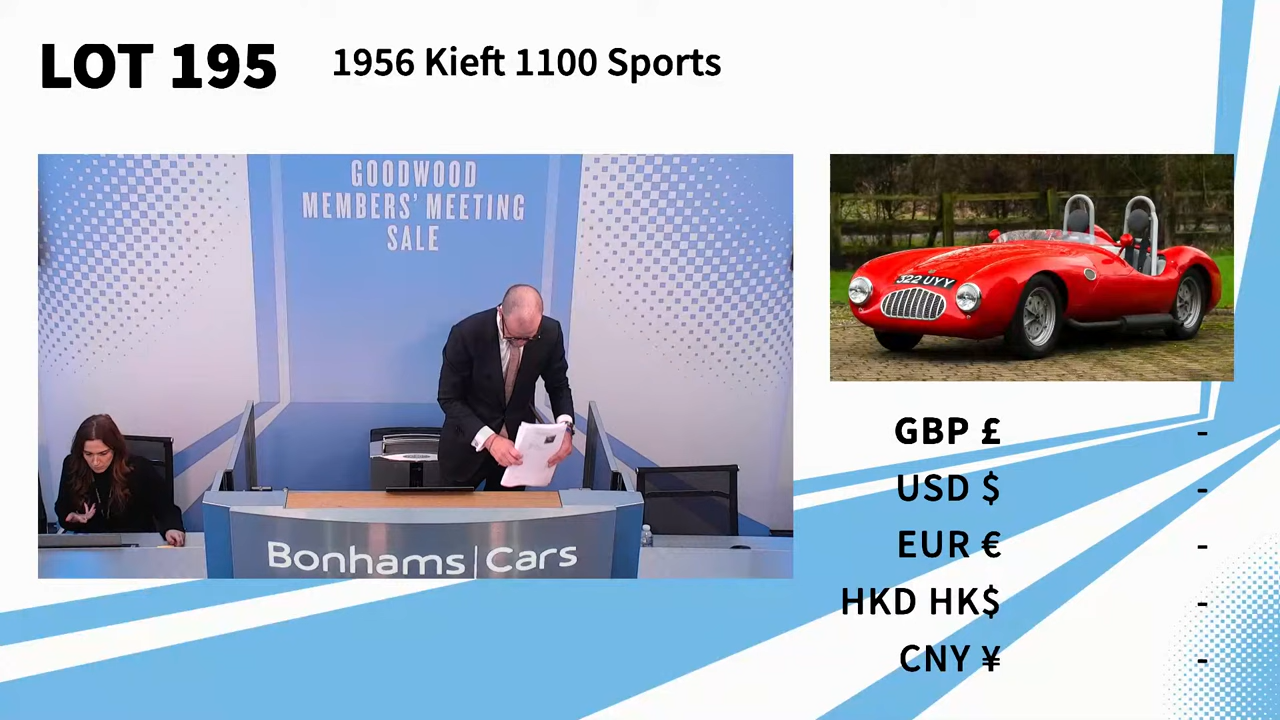 LOT 195
1956 Kieft 1100 Sports
GOODWOOD
MEMBERS' MEETING
SALE
Bonhams|Cars
322 UYY
GBP £ -
USD $ -
EUR € -
HKD HK$ -
CNY ¥ -